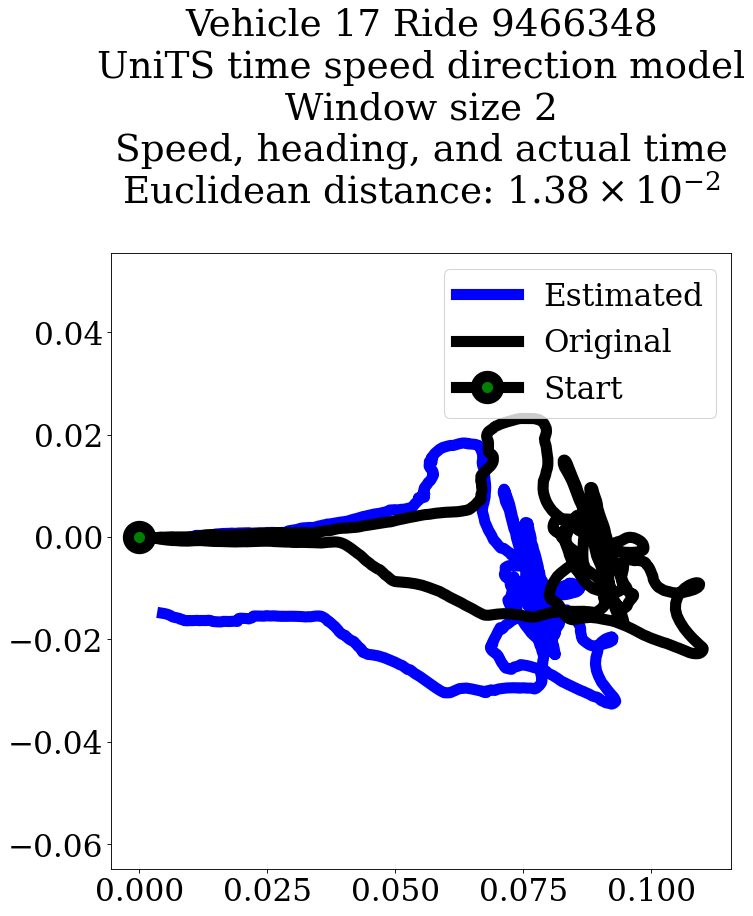 Vehicle 17 Ride 9466348
UniTS time speed direction model
Window size 2
Speed, heading, and actual time
Euclidean distance: 1.38 × 10⁻²
Estimated
Original
Start
0.04
0.02
0.00
−0.02
−0.04
−0.06
0.000 0.025 0.050 0.075 0.100